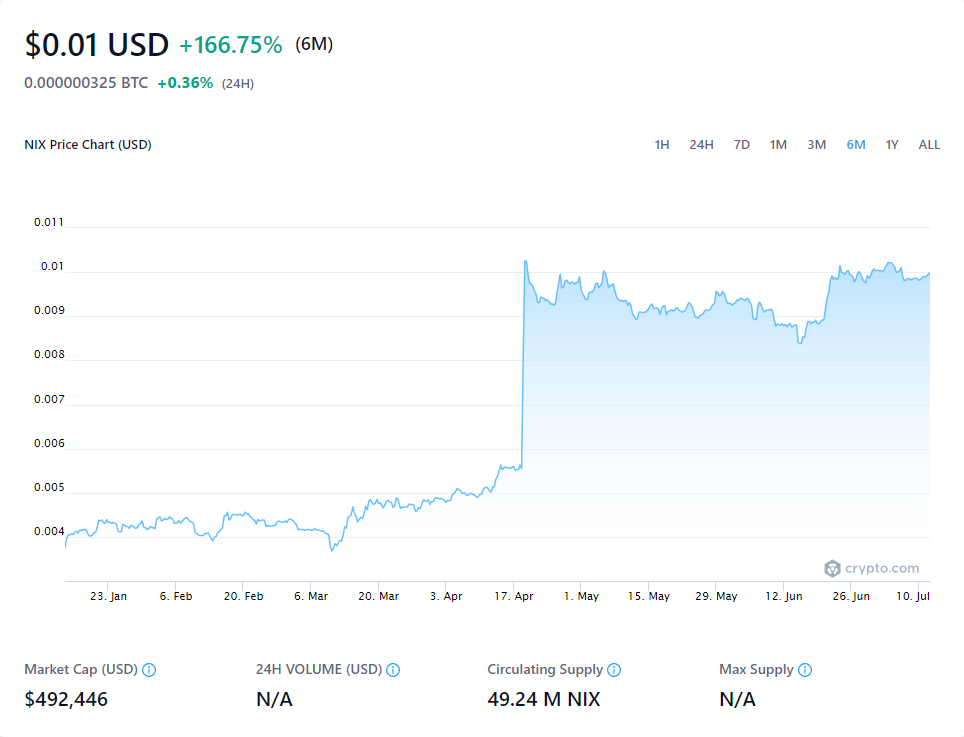 $0.01 USD +166.75% (6M)
0.000000325 BTC +0.36% (24H)
NIX Price Chart (USD) 1H 24H 7D 1M 3M 6M 1Y ALL
0.011
0.01
0.009
0.008
0.007
0.006
0.005
0.004
crypto.com
23. Jan 6. Feb 20. Feb 6. Mar 20. Mar 3. Apr 17. Apr 1. May 15. May 29. May 12. Jun 26. Jun 10. Jul
Market Cap (USD) 24H VOLUME (USD) Circulating Supply Max Supply
$492,446 N/A 49.24 M NIX N/A